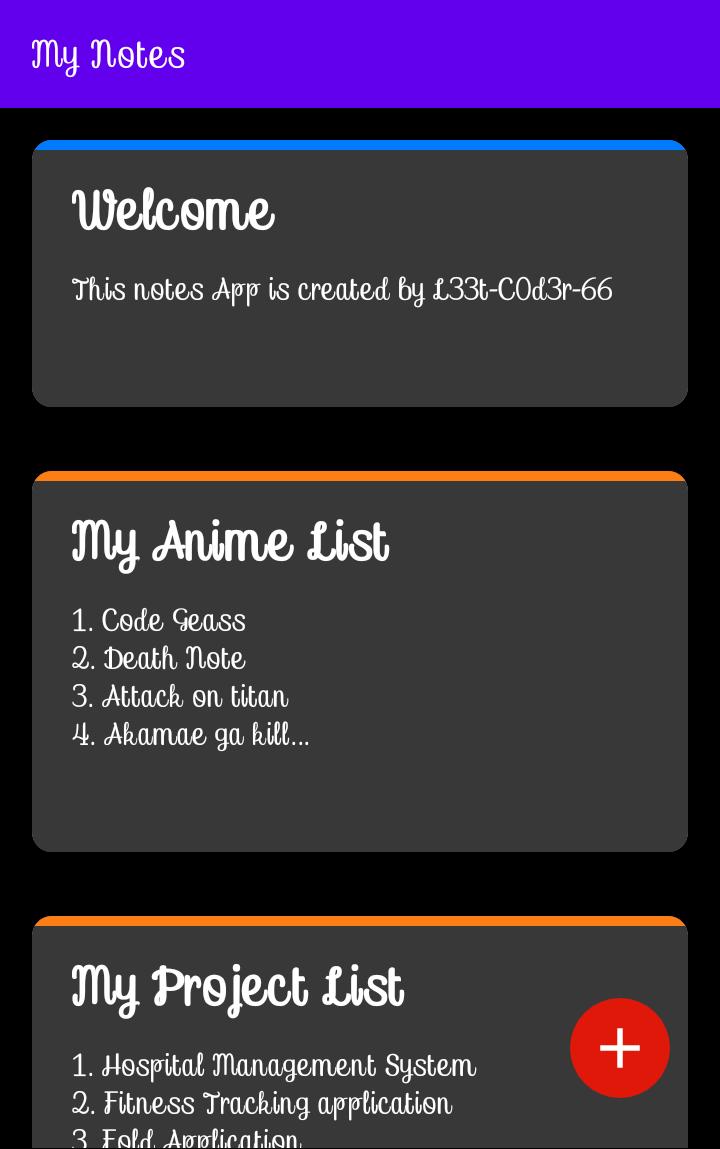 My Notes
Welcome
This notes App is created by L33t-C0d3r-66
My Anime List
1. Code Geass
2. Death Note
3. Attack on titan
4. Akamae ga kill...
My Project List
1. Hospital Management System
2. Fitness Tracking application
3. Fold Application